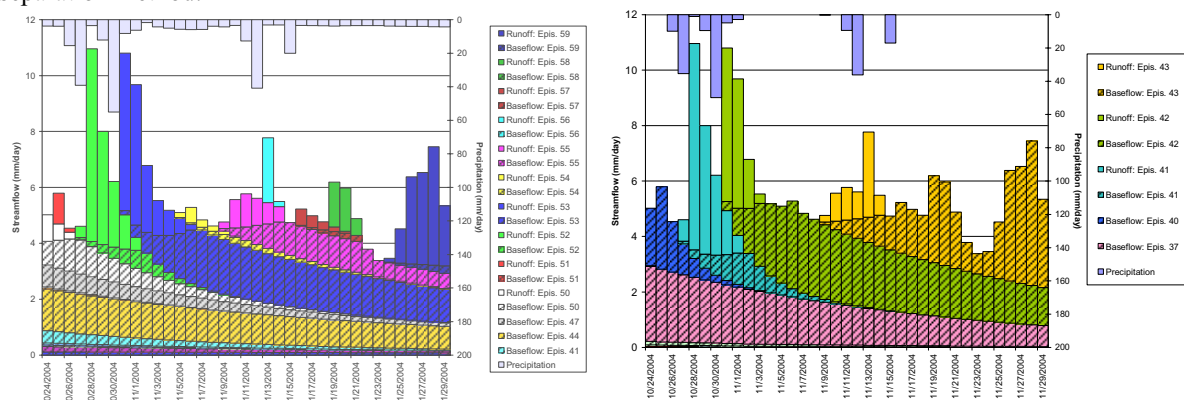 12
10
8
6
4
2
0
Streamflow (mm/day)
0
20
40
60
80
100
120
140
160
180
200
Precipitation (mm/day)
10/24/2004
10/26/2004
10/28/2004
10/30/2004
11/1/2004
11/3/2004
11/5/2004
11/7/2004
11/9/2004
11/11/2004
11/13/2004
11/15/2004
11/17/2004
11/19/2004
11/21/2004
11/23/2004
11/25/2004
11/27/2004
11/29/2004
Runoff: Epis. 59
Baseflow: Epis. 59
Runoff: Epis. 58
Baseflow: Epis. 58
Runoff: Epis. 57
Baseflow: Epis. 57
Runoff: Epis. 56
Baseflow: Epis. 56
Runoff: Epis. 55
Baseflow: Epis. 55
Runoff: Epis. 54
Baseflow: Epis. 54
Runoff: Epis. 53
Baseflow: Epis. 53
Runoff: Epis. 52
Baseflow: Epis. 52
Runoff: Epis. 51
Baseflow: Epis. 51
Runoff: Epis. 50
Baseflow: Epis. 50
Baseflow: Epis. 47
Baseflow: Epis. 44
Baseflow: Epis. 41
Precipitation
12
10
8
6
4
2
0
Streamflow (mm/day)
0
20
40
60
80
100
120
140
160
180
200
Precipitation (mm/day)
10/24/2004
10/26/2004
10/28/2004
10/30/2004
11/1/2004
11/3/2004
11/5/2004
11/7/2004
11/9/2004
11/11/2004
11/13/2004
11/15/2004
11/17/2004
11/19/2004
11/21/2004
11/23/2004
11/25/2004
11/27/2004
11/29/2004
Runoff: Epis. 43
Baseflow: Epis. 43
Runoff: Epis. 42
Baseflow: Epis. 42
Runoff: Epis. 41
Baseflow: Epis. 41
Baseflow: Epis. 40
Baseflow: Epis. 37
Precipitation